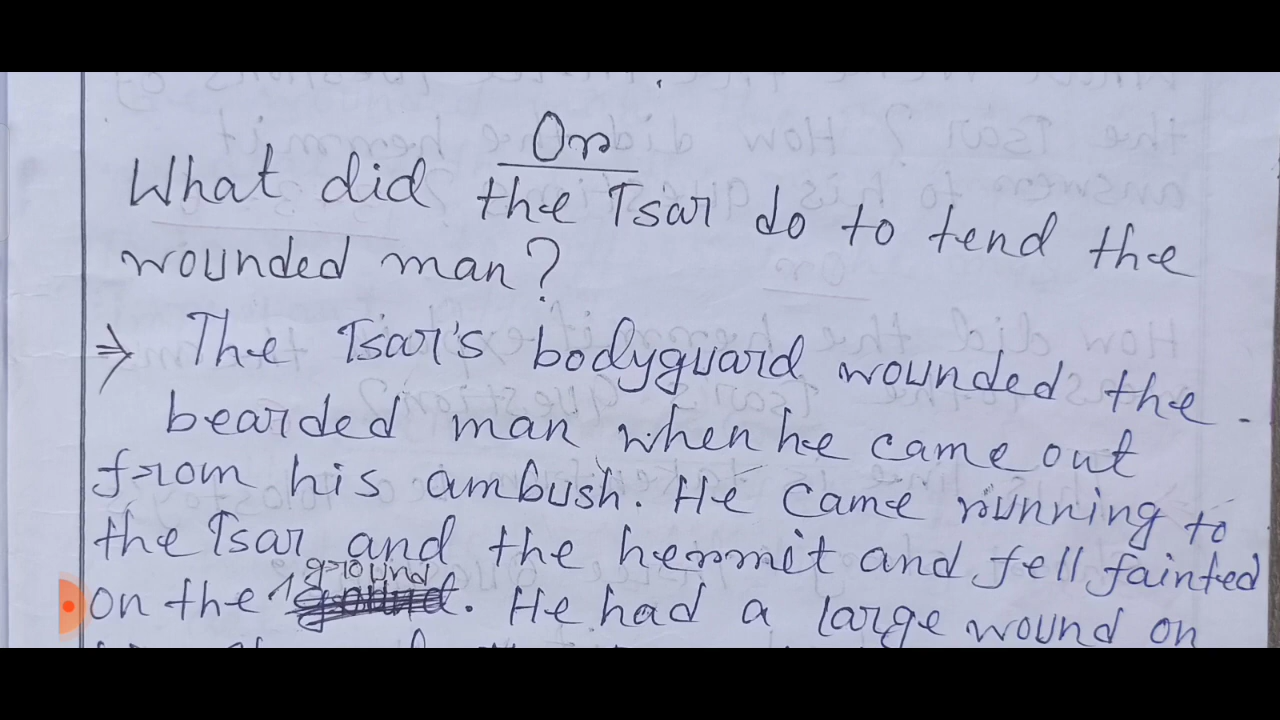 Or
What did the Tsar do to tend the
wounded man?
⇒ The Tsar's bodyguard wounded the
bearded man when he came out
from his ambush. He came running to
the Tsar and the hermit and fell fainted
on the ground. He had a large wound on